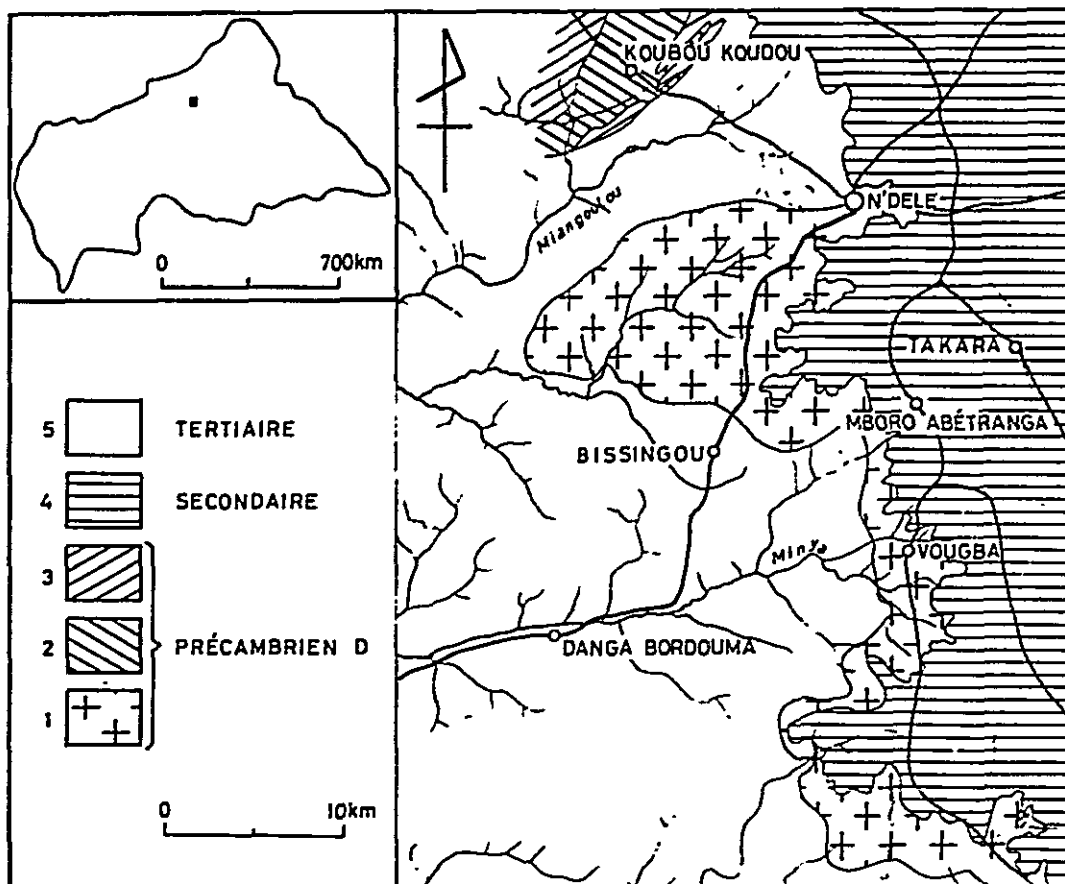 0 700km
5 TERTIAIRE
4 SECONDAIRE
3
2 PRÉCAMBRIEN D
1
0 10km
KOUBOU KOUDOU
Miangoulou
N'DELE
TAKARA
MBORO ABÉTRANGA
BISSINGOU
Minya
VOUGBA
DANGA BORDOUMA